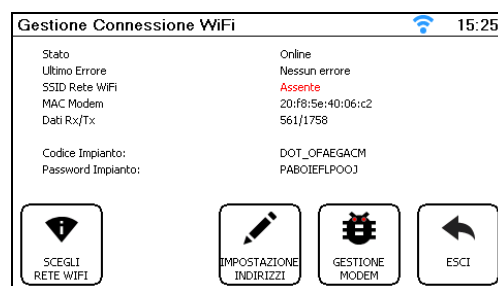 Gestione Connessione WiFi 15:25
Stato Online
Ultimo Errore Nessun errore
SSID Rete WiFi Assente
MAC Modem 20:f8:5e:40:06:c2
Dati Rx/Tx 561/1758
Codice Impianto: DOT_OFAEGACM
Password Impianto: PABOIEFLPOOJ
SCEGLI RETE WIFI
IMPOSTAZIONE INDIRIZZI
GESTIONE MODEM
ESCI